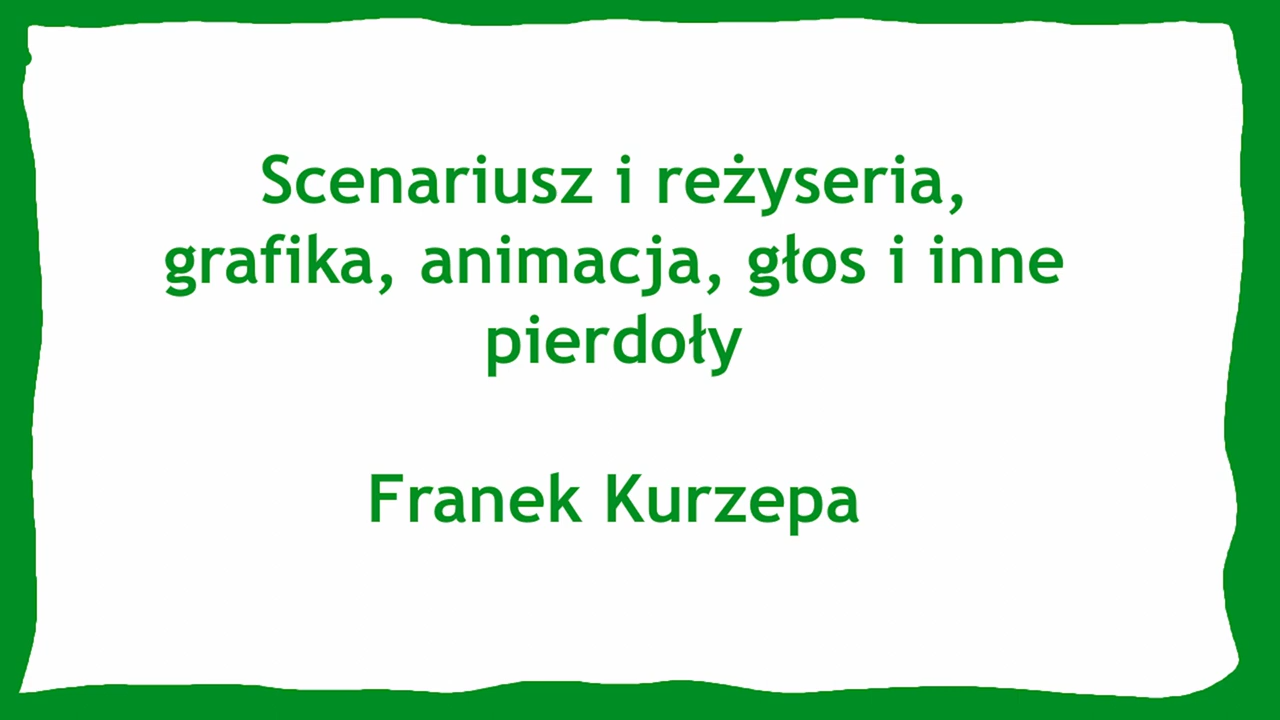 Scenariusz i reżyseria,
grafika, animacja, głos i inne
pierdoły
Franek Kurzepa